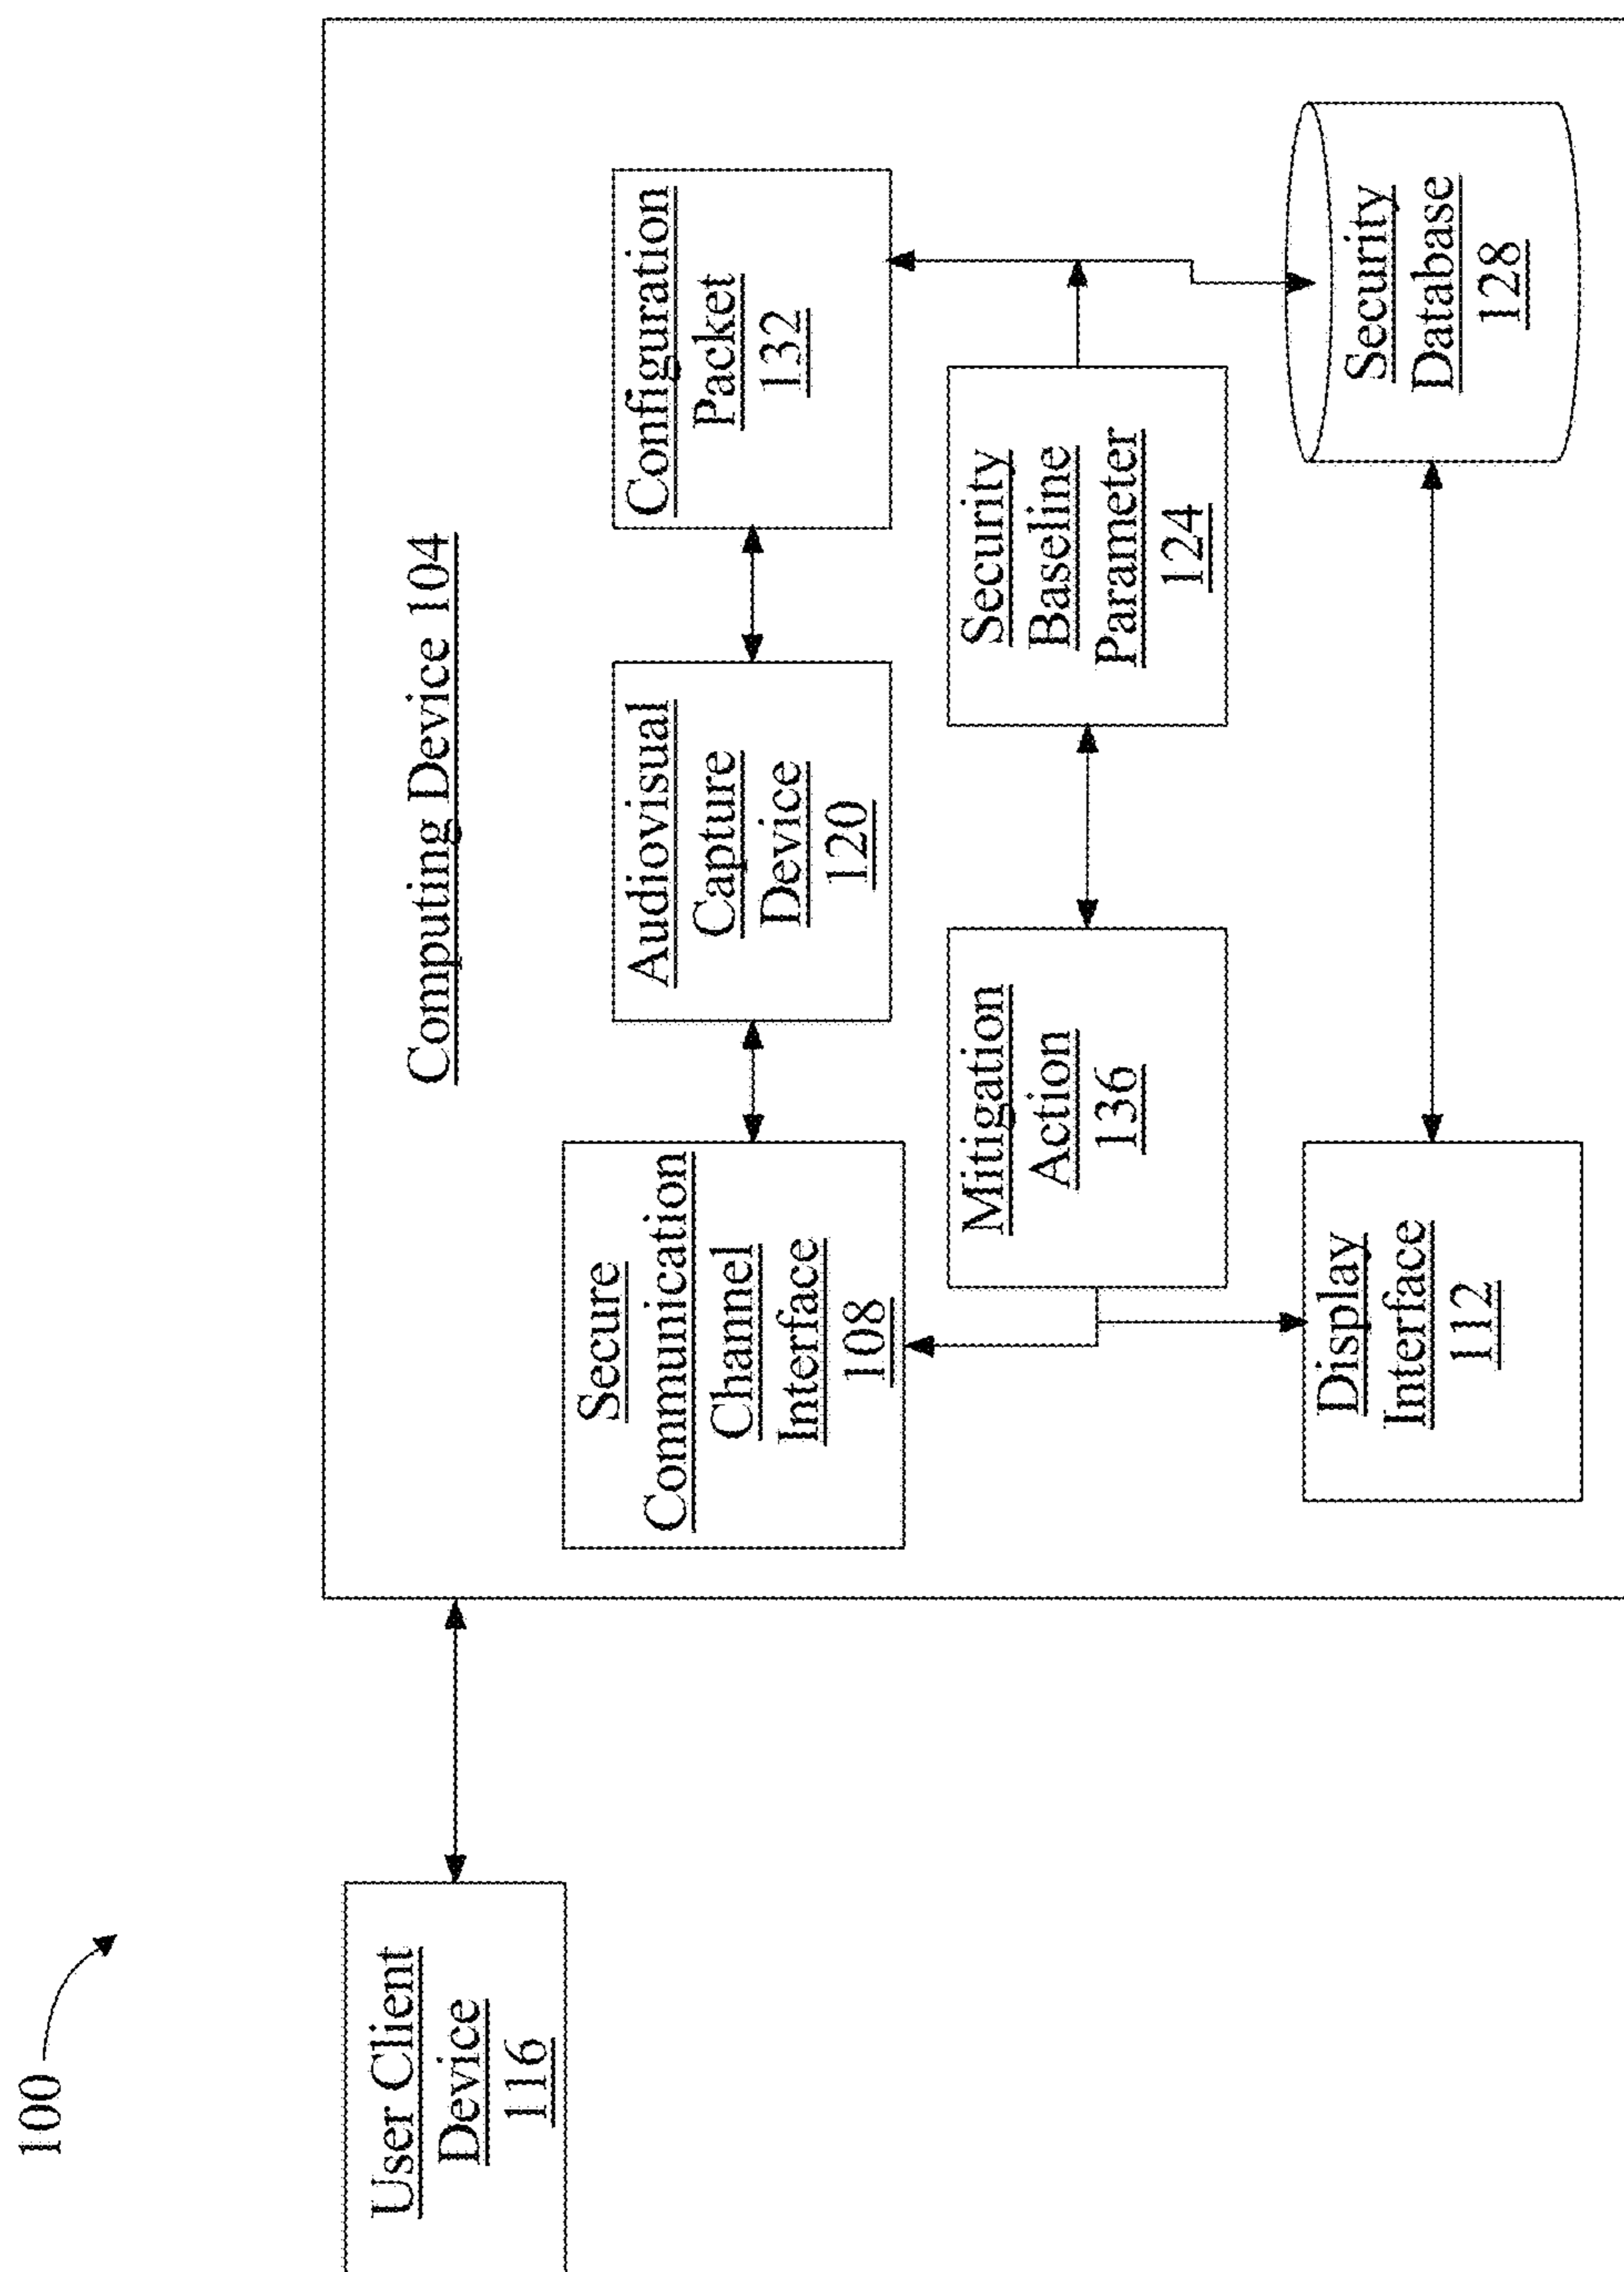 100
User Client
Device
116
Computing Device 104
Secure
Communication
Channel
Interface
108
Audiovisual
Capture
Device
120
Configuration
Packet
132
Mitigation
Action
136
Security
Baseline
Parameter
124
Display
Interface
112
Security
Database
128